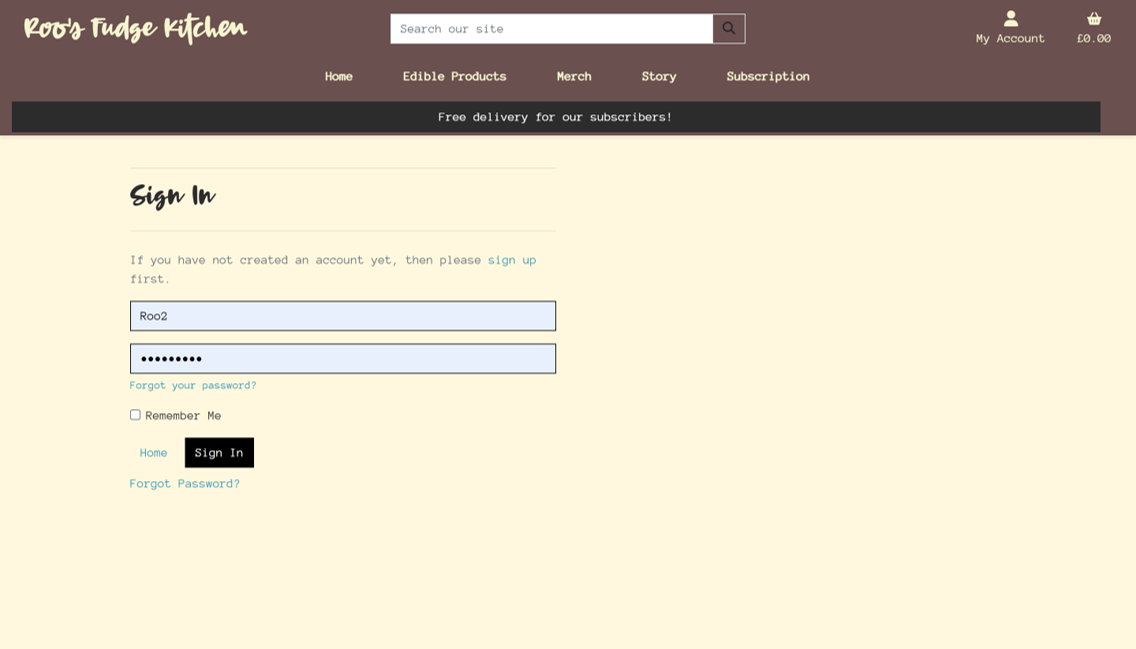 Roo's Fudge Kitchen
Search our site
My Account
£0.00
Home
Edible Products
Merch
Story
Subscription
Free delivery for our subscribers!
Sign In
If you have not created an account yet, then please sign up
first.
Roo2
•••••••••
Forgot your password?
Remember Me
Home
Sign In
Forgot Password?